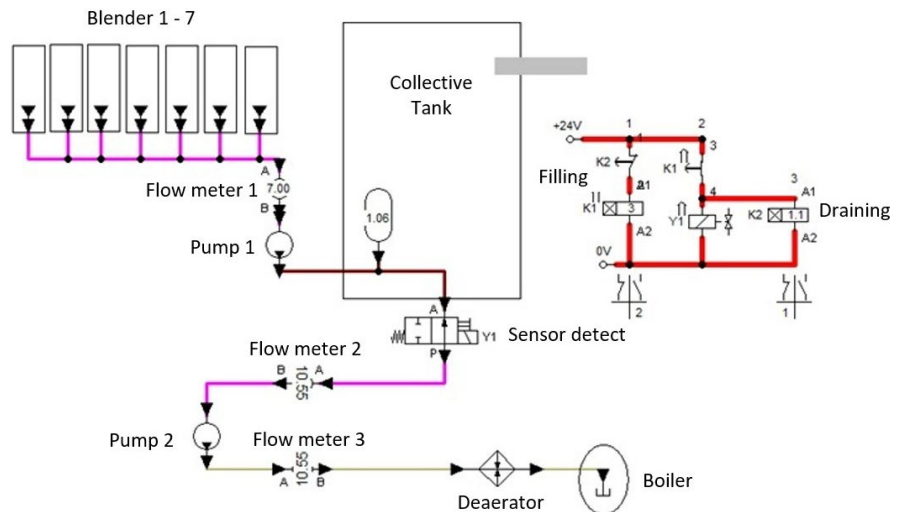 Blender 1 - 7
Collective
Tank
A
Flow meter 1
7.00
B
Pump 1
1.06
A
Y1
Sensor detect
P
Flow meter 2
B
10.55
A
Pump 2
Flow meter 3
A
10.55
B
Deaerator
Boiler
+24V
1
2
K2
3
K1
Filling
4
3
A1
K1
3
Y1
K2
1.1
Draining
A2
A2
0V
2
1